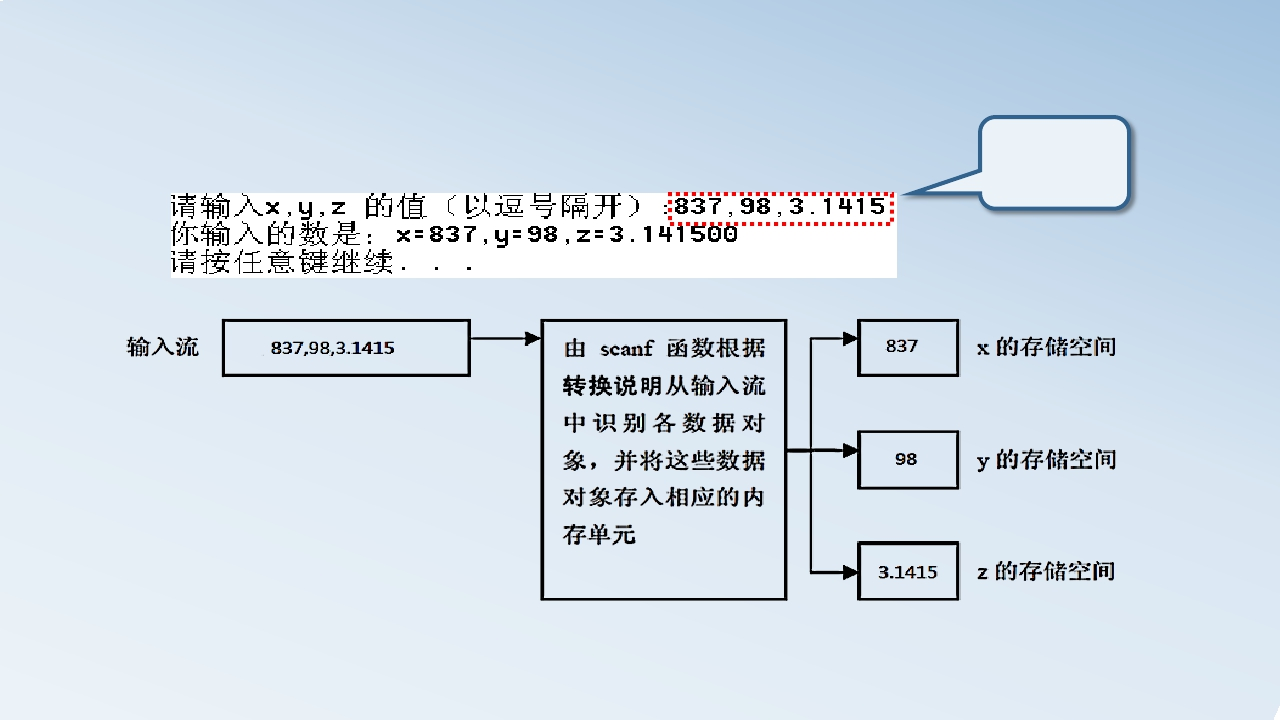 请输入x,y,z 的值（以逗号隔开）:837,98,3.1415
你输入的数是：x=837,y=98,z=3.141500
请按任意键继续. . .
输入流
837,98,3.1415
由 scanf 函数根据
转换说明从输入流
中识别各数据对
象，并将这些数据
对象存入相应的内
存单元
837
x 的存储空间
98
y 的存储空间
3.1415
z 的存储空间